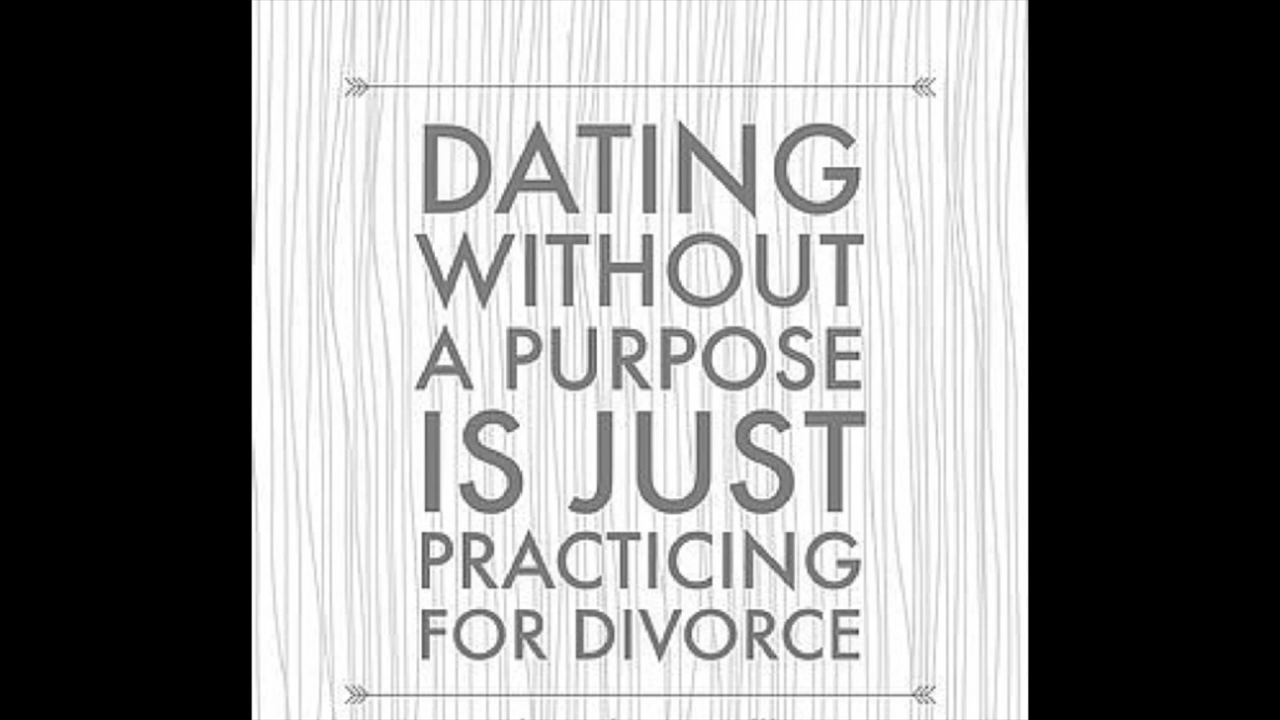 DATING
WITHOUT
A PURPOSE
IS JUST
PRACTICING
FOR DIVORCE